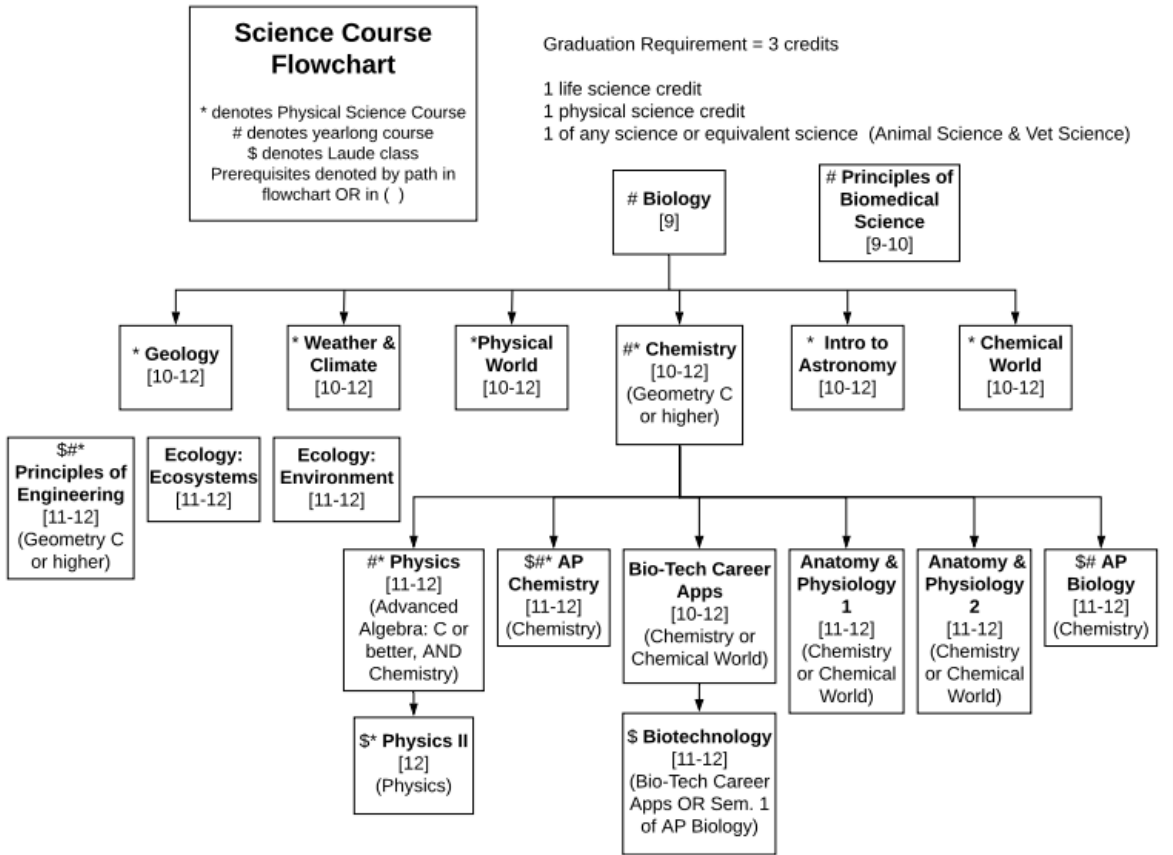 Science Course
Flowchart
* denotes Physical Science Course
# denotes yearlong course
$ denotes Laude class
Prerequisites denoted by path in
flowchart OR in ( )
Graduation Requirement = 3 credits
1 life science credit
1 physical science credit
1 of any science or equivalent science (Animal Science & Vet Science)
# Biology
[9]
# Principles of
Biomedical
Science
[9-10]
* Geology
[10-12]
* Weather &
Climate
[10-12]
*Physical
World
[10-12]
#* Chemistry
[10-12]
(Geometry C
or higher)
* Intro to
Astronomy
[10-12]
* Chemical
World
[10-12]
$#*
Principles of
Engineering
[11-12]
(Geometry C
or higher)
Ecology:
Ecosystems
[11-12]
Ecology:
Environment
[11-12]
#* Physics
[11-12]
(Advanced
Algebra: C or
better, AND
Chemistry)
$#* AP
Chemistry
[11-12]
(Chemistry)
Bio-Tech Career
Apps
[10-12]
(Chemistry or
Chemical World)
Anatomy &
Physiology
1
[11-12]
(Chemistry
or Chemical
World)
Anatomy &
Physiology
2
[11-12]
(Chemistry
or Chemical
World)
$# AP
Biology
[11-12]
(Chemistry)
$* Physics II
[12]
(Physics)
$ Biotechnology
[11-12]
(Bio-Tech Career
Apps OR Sem. 1
of AP Biology)